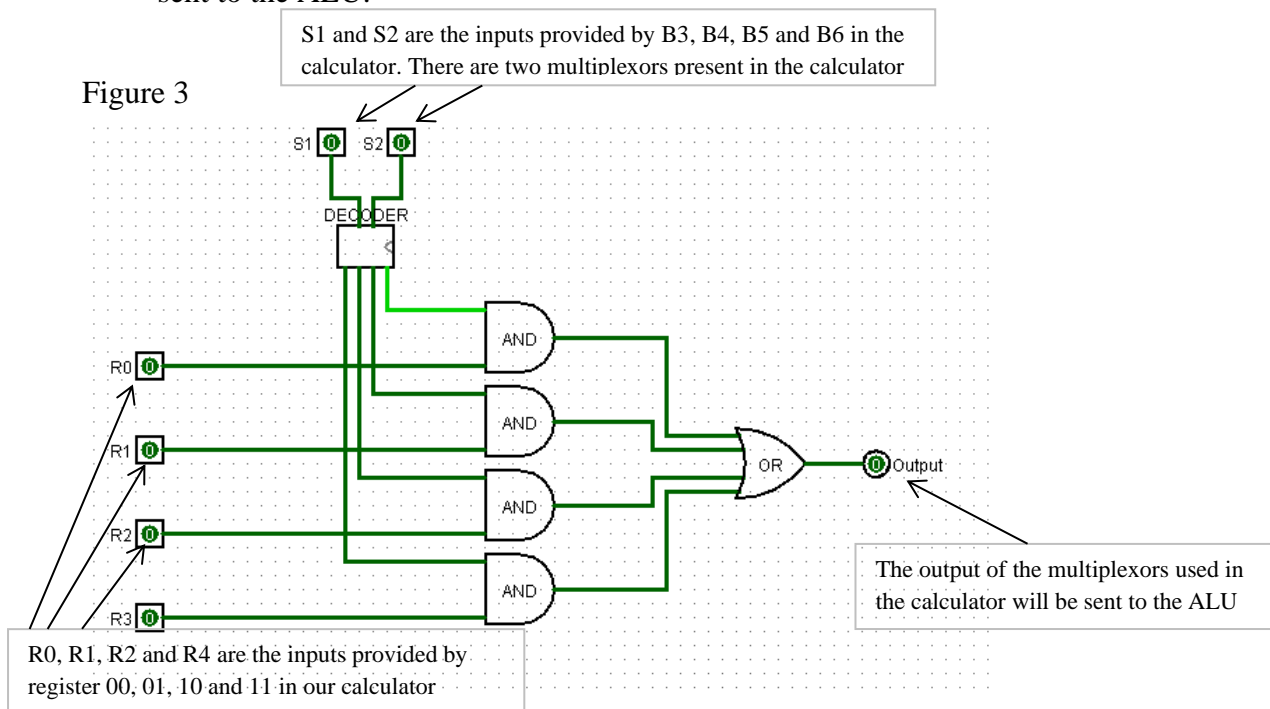 sent to the ALU.
S1 and S2 are the inputs provided by B3, B4, B5 and B6 in the
calculator. There are two multiplexors present in the calculator
Figure 3
S1 0 S2 0
DECODER
AND
R0 0
AND
R1 0
OR 0 Output
AND
R2 0
The output of the multiplexors used in
the calculator will be sent to the ALU
AND
R3 0
R0, R1, R2 and R4 are the inputs provided by
register 00, 01, 10 and 11 in our calculator